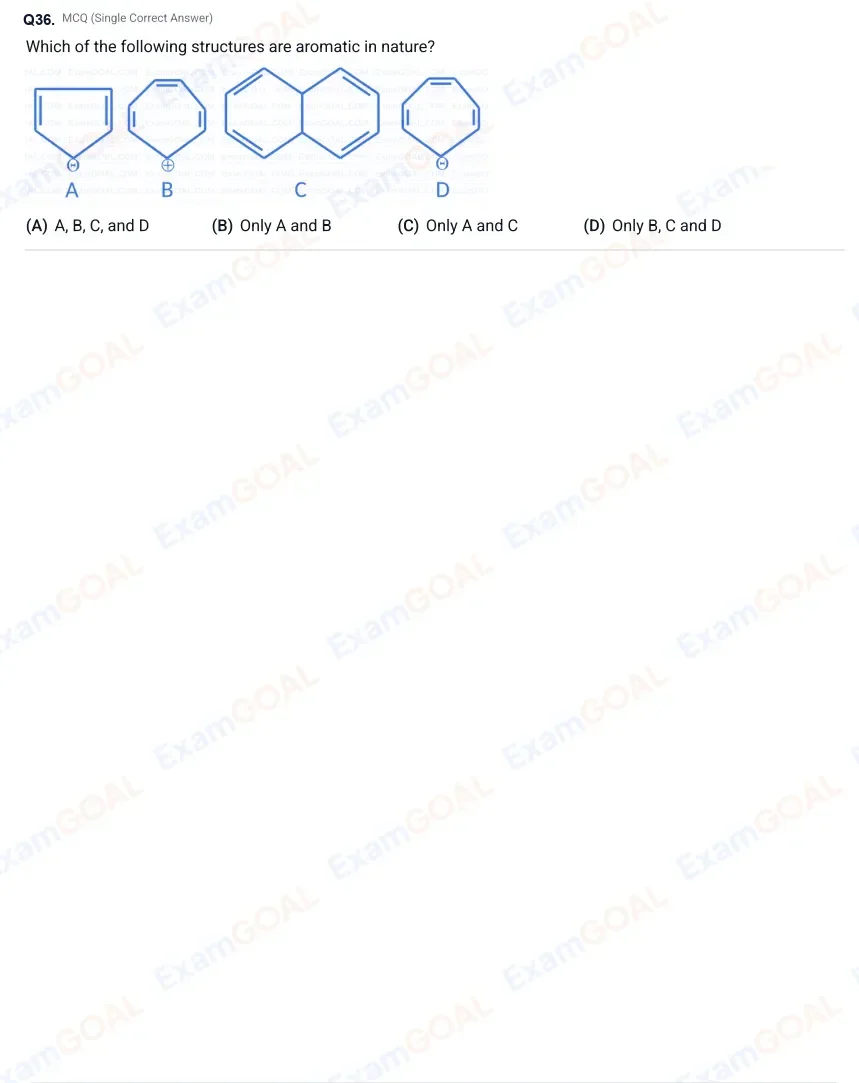 Q36. MCQ (Single Correct Answer)
Which of the following structures are aromatic in nature?
⊖ ⊕ ⊖
A B C D
(A) A, B, C, and D (B) Only A and B (C) Only A and C (D) Only B, C and D
ExamGOAL